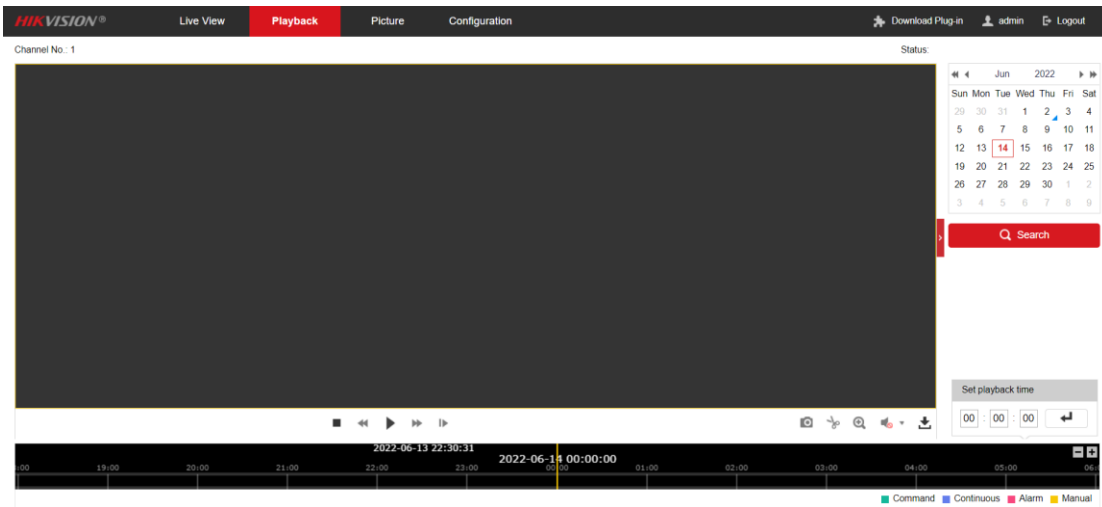 HIKVISION® Live View Playback Picture Configuration Download Plug-in admin Logout
Channel No.: 1 Status:
Jun 2022
Sun Mon Tue Wed Thu Fri Sat
29 30 31 1 2 3 4
5 6 7 8 9 10 11
12 13 14 15 16 17 18
19 20 21 22 23 24 25
26 27 28 29 30 1 2
3 4 5 6 7 8 9
Search
Set playback time
00 : 00 : 00
2022-06-13 22:30:31
2022-06-14 00:00:00
:00 19:00 20:00 21:00 22:00 23:00 00:00 01:00 02:00 03:00 04:00 05:00 06:
Command Continuous Alarm Manual